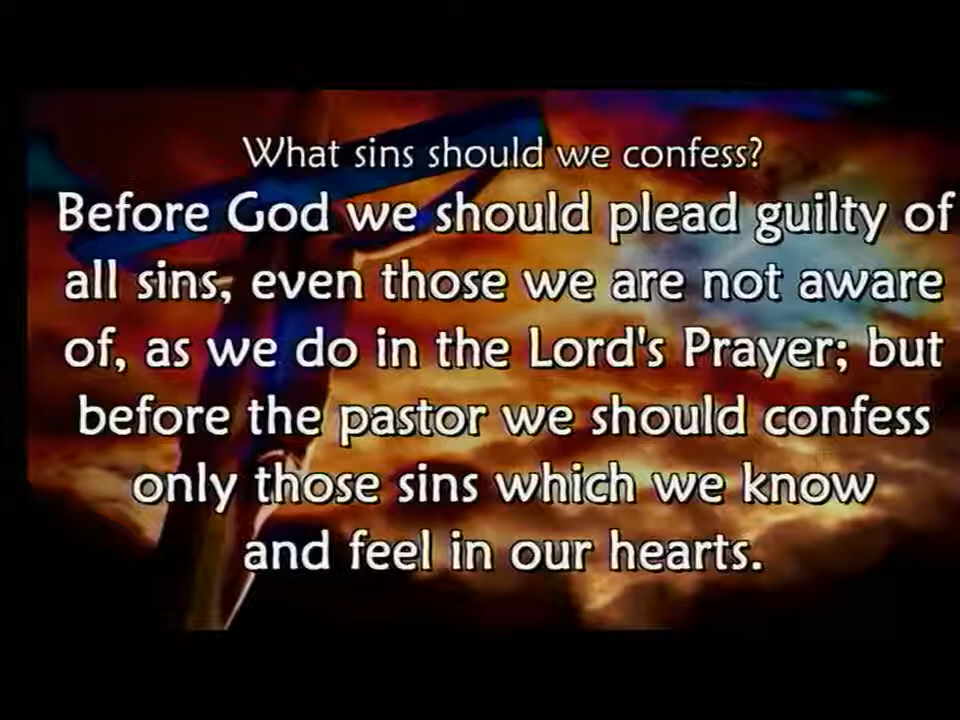 What sins should we confess?
Before God we should plead guilty of
all sins, even those we are not aware
of, as we do in the Lord's Prayer; but
before the pastor we should confess
only those sins which we know
and feel in our hearts.